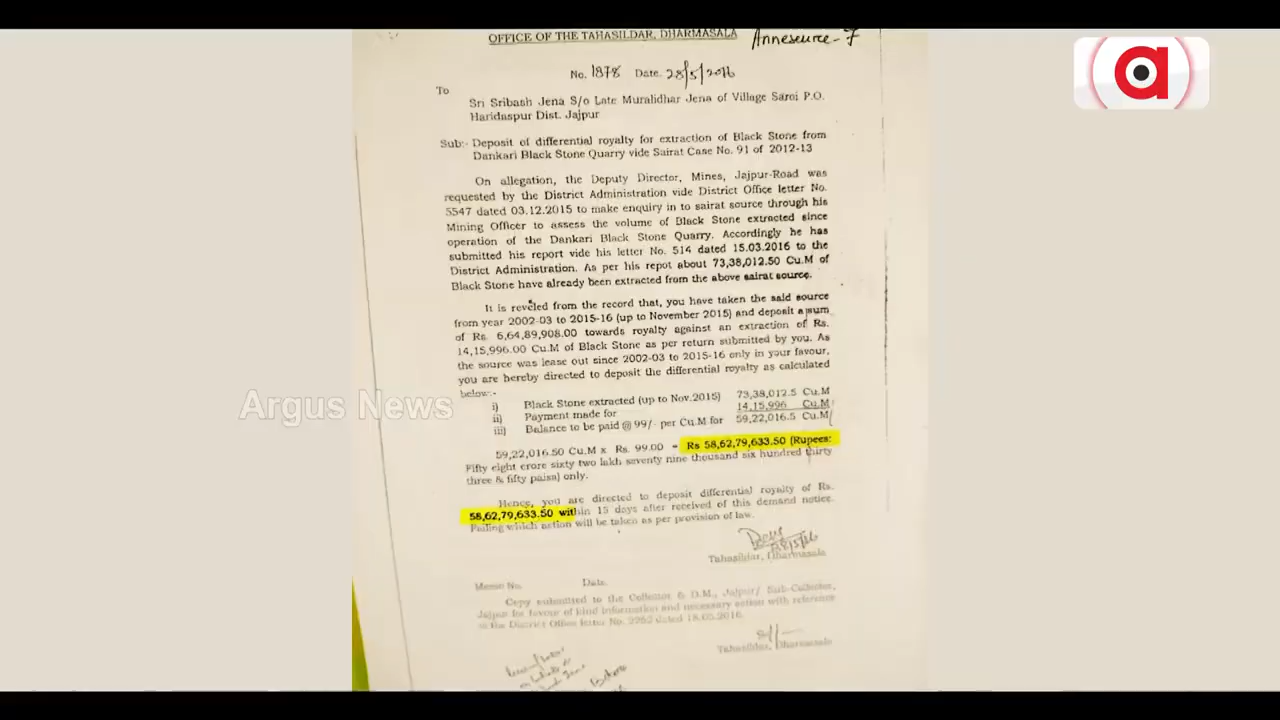 OFFICE OF THE TAHASILDAR, DHARMASALA
Annexure-7
a
No. 1878 Date. 28/5/2016
To
Sri Sribash Jena S/o Late Muralidhar Jena of Village Saroi P.O.
Haridaspur Dist. Jajpur
Sub:- Deposit of differential royalty for extraction of Black Stone from
Dankari Black Stone Quarry vide Sairat Case No. 91 of 2012-13
On allegation, the Deputy Director, Mines, Jajpur-Road was
requested by the District Administration vide District Office letter No.
5547 dated 03.12.2015 to make enquiry in to sairat source through his
Mining Officer to assess the volume of Black Stone extracted since
operation of the Dankari Black Stone Quarry. Accordingly he has
submitted his report vide his letter No. 514 dated 15.03.2016 to the
District Administration. As per his repot about 73,38,012.50 Cu.M of
Black Stone have already been extracted from the above sairat source.
It is reveled from the record that, you have taken the said source
from year 2002-03 to 2015-16 (up to November 2015) and deposit a sum
of Rs. 6,64,89,908.00 towards royalty against an extraction of Rs.
14,15,996.00 Cu.M of Black Stone as per return submitted by you. As
the source was lease out since 2002-03 to 2015-16 only in your favour,
you are hereby directed to deposit the differential royalty as calculated
below:-
i) Black Stone extracted (up to Nov.2015) 73,38,012.5 Cu.M
ii) Payment made for 14,15,996 Cu.M
iii) Balance to be paid @ 99/- per Cu.M for 59,22,016.5 Cu.M
59,22,016.50 Cu.M x Rs. 99.00 = Rs 58,62,79,633.50 (Rupees:
Fifty eight crore sixty two lakh seventy nine thousand six hundred thirty
three & fifty paisa) only.
Hence, you are directed to deposit differential royalty of Rs.
58,62,79,633.50 within 15 days after received of this demand notice.
Failing which action will be taken as per provision of law.
28/5/16
Tahasildar, Dharmasala
Memo No. Date.
Copy submitted to the Collector & D.M., Jajpur/ Sub-Collector,
Jajpur for favour of kind information and necessary action with reference
to the District Office letter No. 2282 dated 18.05.2016.
Sd/-
Tahasildar, Dharmasala
Argus News